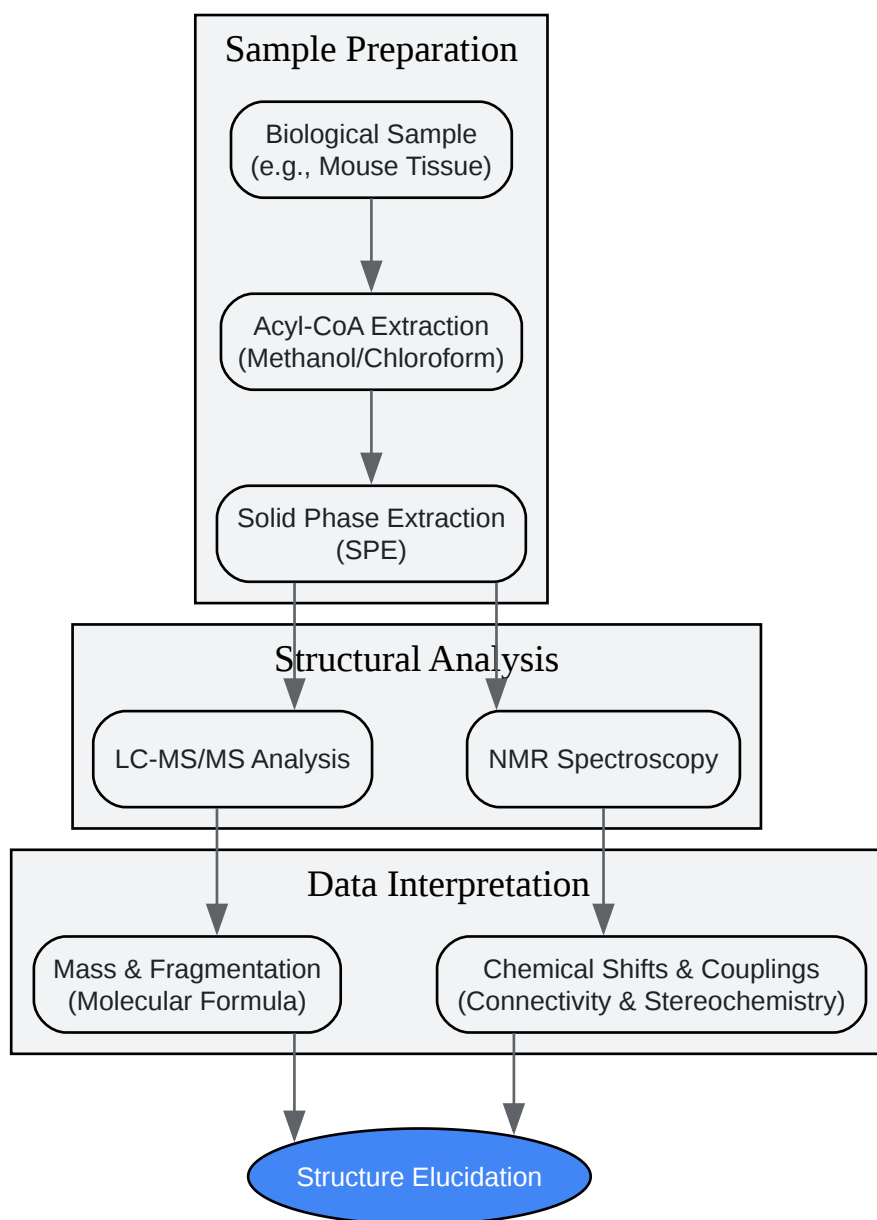 Sample Preparation
Biological Sample
(e.g., Mouse Tissue)
Acyl-CoA Extraction
(Methanol/Chloroform)
Solid Phase Extraction
(SPE)
Structural Analysis
LC-MS/MS Analysis
NMR Spectroscopy
Data Interpretation
Mass & Fragmentation
(Molecular Formula)
Chemical Shifts & Couplings
(Connectivity & Stereochemistry)
Structure Elucidation